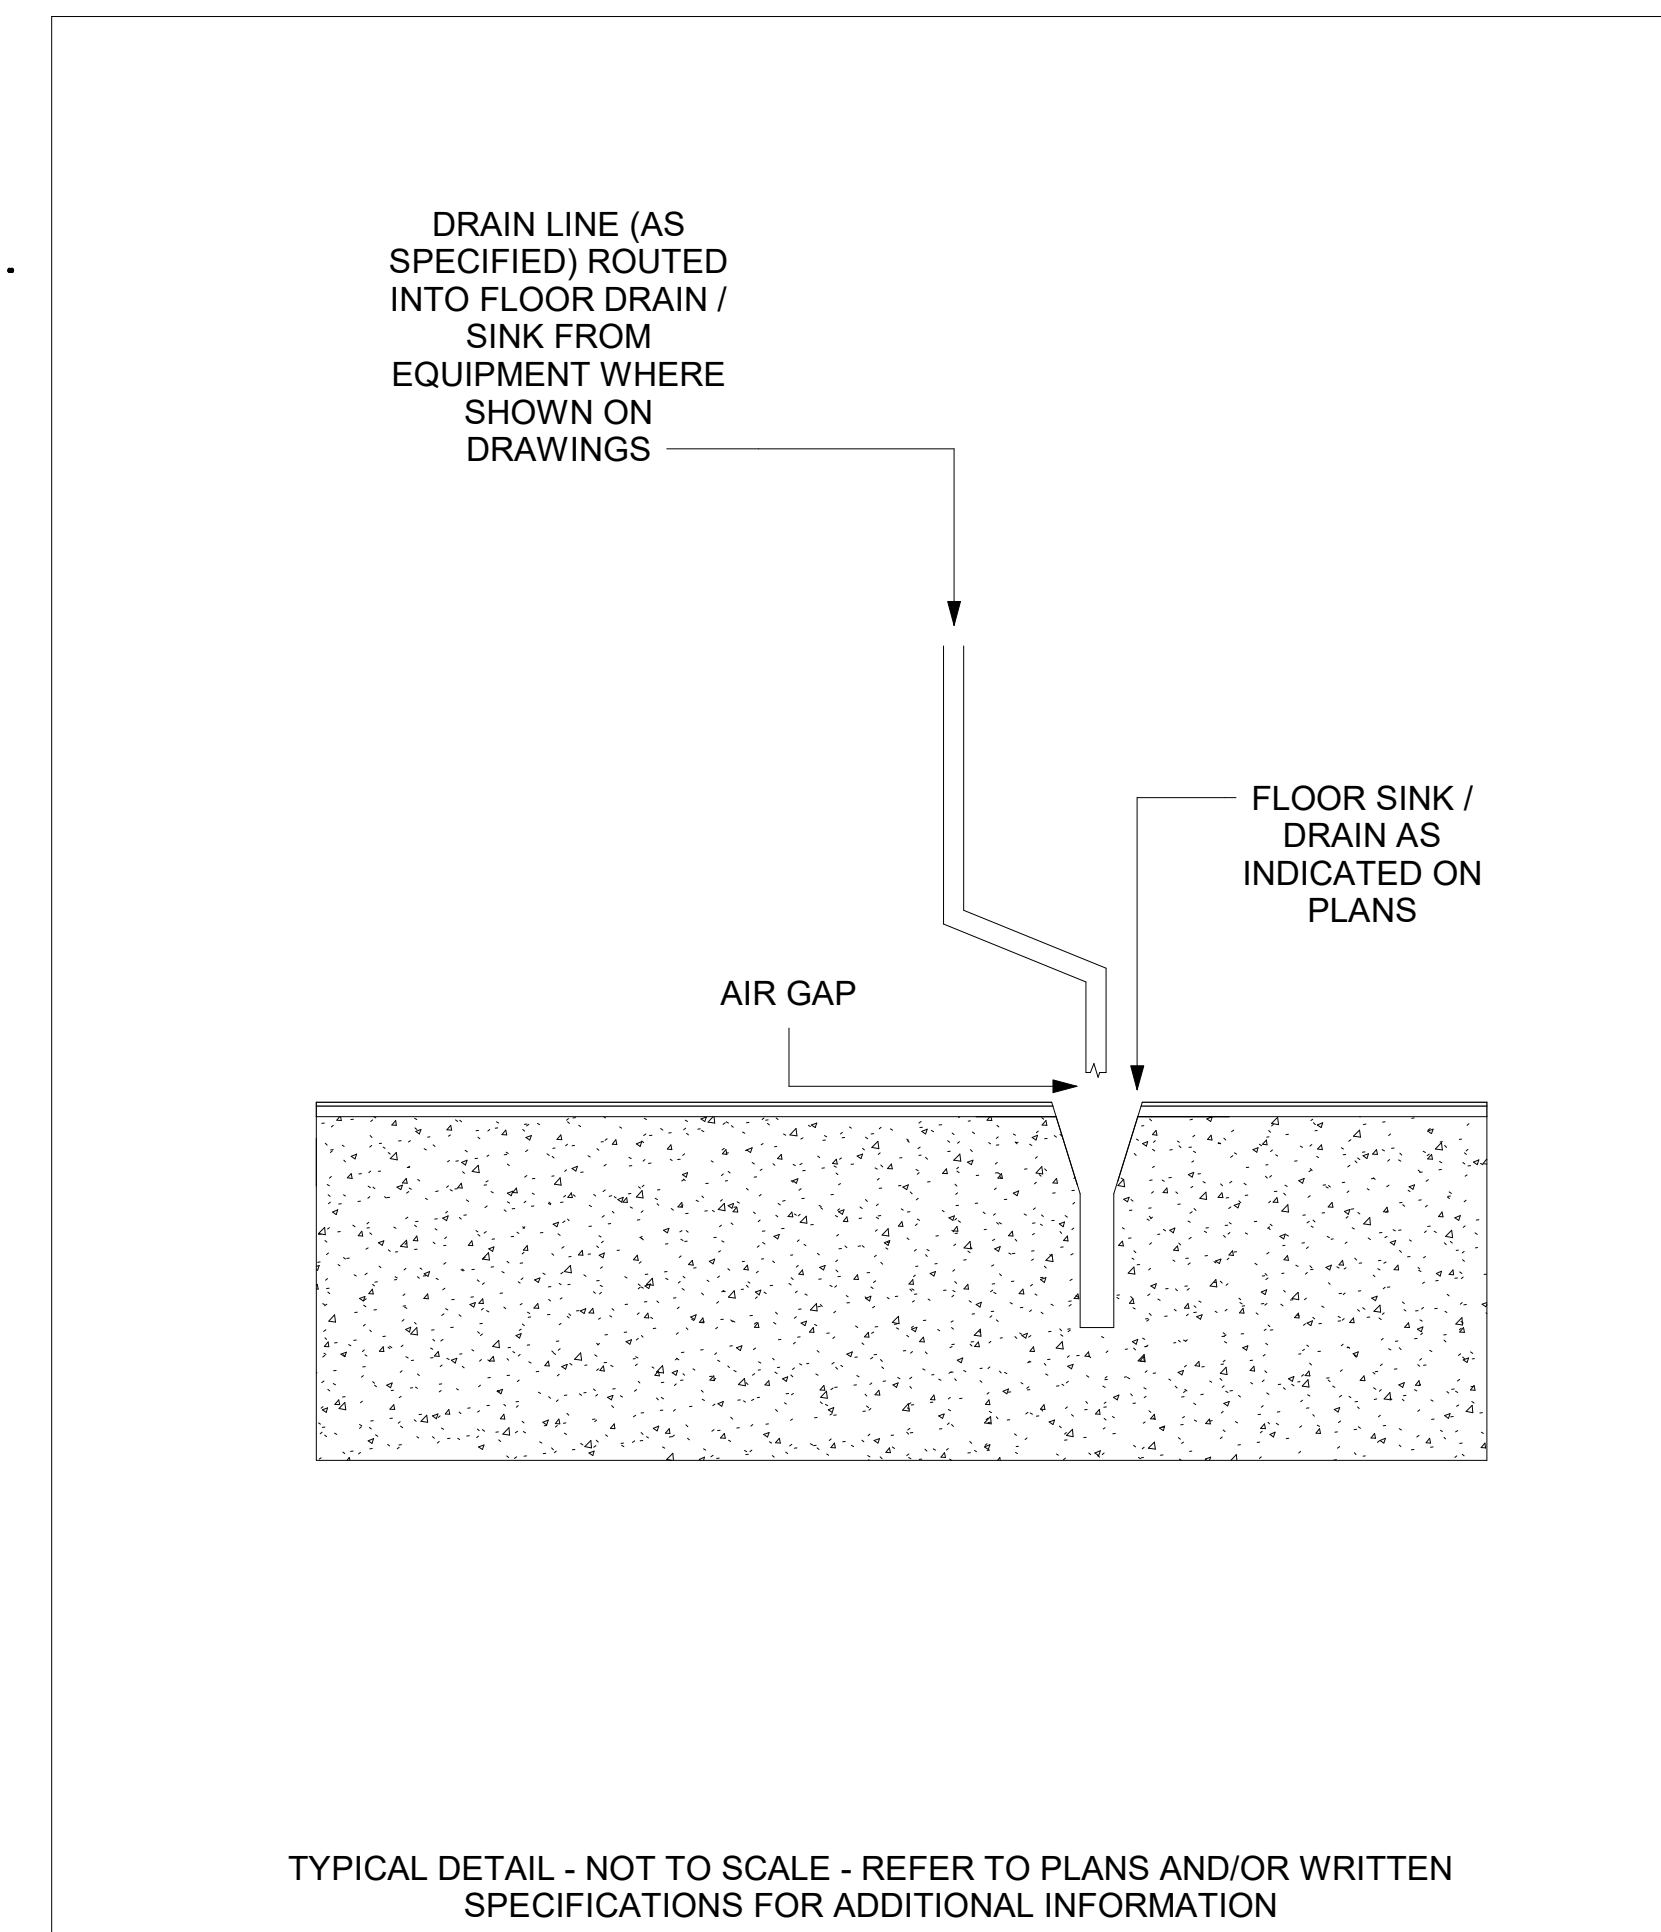 DRAIN LINE (AS
SPECIFIED) ROUTED
INTO FLOOR DRAIN /
SINK FROM
EQUIPMENT WHERE
SHOWN ON
DRAWINGS
FLOOR SINK /
DRAIN AS
INDICATED ON
PLANS
AIR GAP
TYPICAL DETAIL - NOT TO SCALE - REFER TO PLANS AND/OR WRITTEN
SPECIFICATIONS FOR ADDITIONAL INFORMATION